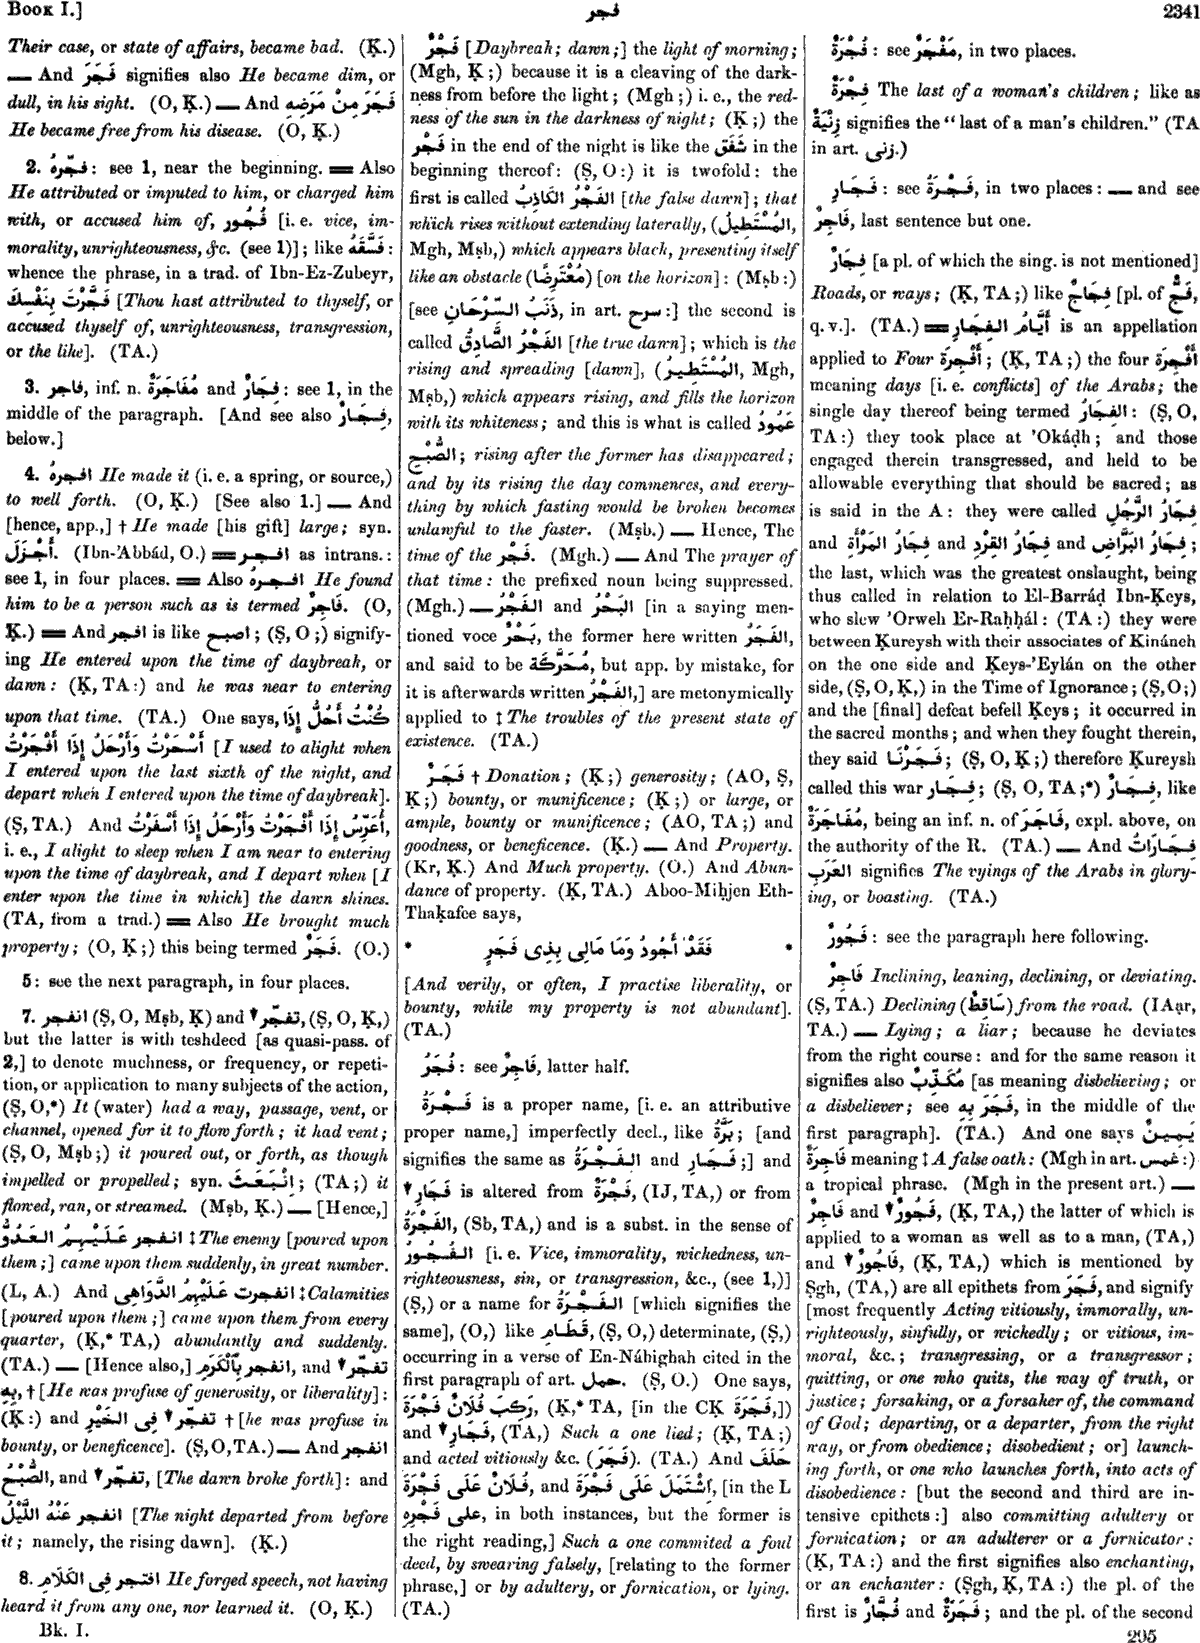 BOOK I.]
فجر
2341
Their case, or state of affairs, became bad. (Ḳ.)
— And فَجَرَ signifies also He became dim, or
dull, in his sight. (O, Ḳ.) — And فَجَرَ مِنْ مَرَضِهِ
He became free from his disease. (O, Ḳ.)
2. فجّرهُ : see 1, near the beginning. = Also
He attributed or imputed to him, or charged him
with, or accused him of, فُجُور [i. e. vice, im-
morality, unrighteousness, &c. (see 1)]; like فَسَّقَهُ :
whence the phrase, in a trad. of Ibn-Ez-Zubeyr,
فَجَّرْتَ بِنَفْسِكَ [Thou hast attributed to thyself, or
accused thyself of, unrighteousness, transgression,
or the like]. (TA.)
3. فاجر, inf. n. مُفَاجَرَةٌ and فِجَارٌ : see 1, in the
middle of the paragraph. [And see also فِجَارٌ,
below.]
4. افجرهُ He made it (i. e. a spring, or source,)
to well forth. (O, Ḳ.) [See also 1.] — And
[hence, app.,] † He made [his gift] large; syn.
أَجْزَلَ. (Ibn-'Abbád, O.) = افجر as intrans.:
see 1, in four places. = Also افجرهُ He found
him to be a person such as is termed فَاجِرٌ. (O,
Ḳ.) = And افجر is like اصبح ; (Ṣ, O;) signify-
ing He entered upon the time of daybreak, or
dawn: (Ḳ, TA:) and he was near to entering
upon that time. (TA.) One says, كُنْتُ أَحُلُّ إِذَا
أَسْحَرْتُ وَأَرْحَلُ إِذَا أَفْجَرْتُ [I used to alight when
I entered upon the last sixth of the night, and
depart when I entered upon the time of daybreak].
(Ṣ, TA.) And أُعَرِّسُ إِذَا أَفْجَرْتُ وَأَرْحَلُ إِذَا أَسْفَرْتُ,
i. e., I alight to sleep when I am near to entering
upon the time of daybreak, and I depart when [I
enter upon the time in which] the dawn shines.
(TA, from a trad.) = Also He brought much
property; (O, Ḳ;) this being termed فَجَرٌ. (O.)
5: see the next paragraph, in four places.
7. انفجر (Ṣ, O, Mṣb, Ḳ) and ▼ تفجّر, (Ṣ, O, Ḳ,)
but the latter is with teshdeed [as quasi-pass. of
2,] to denote muchness, or frequency, or repeti-
tion, or application to many subjects of the action,
(Ṣ, O,*) It (water) had a way, passage, vent, or
channel, opened for it to flow forth; it had vent;
(Ṣ, O, Mṣb;) it poured out, or forth, as though
impelled or propelled; syn. اِنْبَعَثَ ; (TA;) it
flowed, ran, or streamed. (Mṣb, Ḳ.) — [Hence,]
انفجر عَلَيْهِمُ العَدُوُّ ‡ The enemy [poured upon
them;] came upon them suddenly, in great number.
(L, A.) And انفجرت عَلَيْهِمُ الدَّوَاهِى ‡ Calamities
[poured upon them;] came upon them from every
quarter, (Ḳ,* TA,) abundantly and suddenly.
(TA.) — [Hence also,] انفجر بِالْكَرَمِ, and ▼ تفجّر
بِهِ, † [He was profuse of generosity, or liberality]:
(Ḳ:) and ▼ تفجّر فِى الخَيْرِ † [he was profuse in
bounty, or beneficence]. (Ṣ, O, TA.) — And انفجر
الصُّبْحُ, and ▼ تفجّر, [The dawn broke forth]: and
انفجر عَنْهُ اللَّيْلُ [The night departed from before
it; namely, the rising dawn]. (Ḳ.)
8. افتجر فِى الكَلَامِ He forged speech, not having
heard it from any one, nor learned it. (O, Ḳ.)
Bk. I.
فَجْرٌ [Daybreak; dawn;] the light of morning;
(Mgh, Ḳ;) because it is a cleaving of the dark-
ness from before the light; (Mgh;) i. e., the red-
ness of the sun in the darkness of night; (Ḳ;) the
فَجْر in the end of the night is like the شَفَق in the
beginning thereof: (Ṣ, O:) it is twofold: the
first is called الفَجْرُ الكَاذِبُ [the false dawn]; that
which rises without extending laterally, (المُسْتَطِيلُ,
Mgh, Mṣb,) which appears black, presenting itself
like an obstacle (مُعْتَرِضًا) [on the horizon]: (Mṣb:)
[see ذَنَبُ السِّرْحَانِ, in art. سرح :] the second is
called الفَجْرُ الصَّادِقُ [the true dawn]; which is the
rising and spreading [dawn], (المُسْتَطِيرُ, Mgh,
Mṣb,) which appears rising, and fills the horizon
with its whiteness; and this is what is called عَمُودُ
الصُّبْحِ ; rising after the former has disappeared;
and by its rising the day commences, and every-
thing by which fasting would be broken becomes
unlawful to the faster. (Mṣb.) — Hence, The
time of the فَجْر. (Mgh.) — And The prayer of
that time: the prefixed noun being suppressed.
(Mgh.) — الفَجْرُ and البَحْرُ [in a saying men-
tioned voce بَحْرٌ, the former here written الفَجَرُ,
and said to be مُحَرَّكَة, but app. by mistake, for
it is afterwards written الفَجْرُ,] are metonymically
applied to ‡ The troubles of the present state of
existence. (TA.)
فَجَرٌ † Donation; (Ḳ;) generosity; (AO, Ṣ,
Ḳ;) bounty, or munificence; (Ḳ;) or large, or
ample, bounty or munificence; (AO, TA;) and
goodness, or beneficence. (Ḳ.) — And Property.
(Kr, Ḳ.) And Much property. (O.) And Abun-
dance of property. (Ḳ, TA.) Aboo-Miḥjen Eth-
Thaḳafee says,
* فَقَدْ أَجُودُ وَمَا مَالِى بِذِى فَجَرٍ *
[And verily, or often, I practise liberality, or
bounty, while my property is not abundant].
(TA.)
فُجَرُ : see فَاجِرٌ, latter half.
فَجْرَةُ is a proper name, [i. e. an attributive
proper name,] imperfectly decl., like بَرَّةُ ; [and
signifies the same as الفَجْرَةُ and فَجَارِ ;] and
▼ فَجَارِ is altered from فَجْرَةُ, (IJ, TA,) or from
الفَجْرَةُ, (Sb, TA,) and is a subst. in the sense of
الفُجُورُ [i. e. Vice, immorality, wickedness, un-
righteousness, sin, or transgression, &c., (see 1,)]
(Ṣ,) or a name for الفَجْرَةُ [which signifies the
same], (O,) like قَطَامِ, (Ṣ, O,) determinate, (Ṣ,)
occurring in a verse of En-Nábighah cited in the
first paragraph of art. حمل. (Ṣ, O.) One says,
رَكِبَ فُلَانٌ فَجْرَةَ, (Ḳ,* TA, [in the CḲ فَجَرَةَ,])
and ▼ فَجَارِ, (TA,) Such a one lied; (Ḳ, TA;)
and acted vitiously &c. (فَجَرَ). (TA.) And حَلَفَ
فُلَانٌ عَلَى فَجْرَةَ, and اُشْتَمَلَ عَلَى فَجْرَةَ, [in the L
على فَجْرِهِ, in both instances, but the former is
the right reading,] Such a one commited a foul
deed, by swearing falsely, [relating to the former
phrase,] or by adultery, or fornication, or lying.
(TA.)
فُجْرَةٌ : see مَفْجَرٌ, in two places.
فِجْرَةٌ The last of a woman's children; like as
زِنْيَةٌ signifies the "last of a man's children." (TA
in art. زنى.)
فَجَارِ : see فَجْرَةُ, in two places: — and see
فَاجِرٌ, last sentence but one.
فِجَارٌ [a pl. of which the sing. is not mentioned]
Roads, or ways; (Ḳ, TA;) like فِجَاجٌ [pl. of فَجٌّ,
q. v.]. (TA.) = أَيَّامُ الفِجَارِ is an appellation
applied to Four أَفْجِرَة ; (Ḳ, TA;) the four أَفْجِرَة
meaning days [i. e. conflicts] of the Arabs; the
single day thereof being termed الفِجَارُ : (Ṣ, O,
TA:) they took place at 'Okáḍh; and those
engaged therein transgressed, and held to be
allowable everything that should be sacred; as
is said in the A: they were called فِجَارُ الرَّجُلِ
and فِجَارُ المَرْأَةِ and فِجَارُ القِرْدِ and فِجَارُ البَرَّاضِ ;
the last, which was the greatest onslaught, being
thus called in relation to El-Barráḍ Ibn-Ḳeys,
who slew 'Orweh Er-Raḥḥál: (TA:) they were
between Ḳureysh with their associates of Kináneh
on the one side and Ḳeys-'Eylán on the other
side, (Ṣ, O, Ḳ,) in the Time of Ignorance; (Ṣ, O;)
and the [final] defeat befell Ḳeys; it occurred in
the sacred months; and when they fought therein,
they said فَجَرْنَا ; (Ṣ, O, Ḳ;) therefore Ḳureysh
called this war فِجَار ; (Ṣ, O, TA;*) فِجَارٌ, like
مُفَاجَرَةٌ, being an inf. n. of فَاجَرَ, expl. above, on
the authority of the R. (TA.) — And فِجَارَاتُ
العَرَبِ signifies The vyings of the Arabs in glory-
ing, or boasting. (TA.)
فَجُورٌ : see the paragraph here following.
فَاجِرٌ Inclining, leaning, declining, or deviating.
(Ṣ, TA.) Declining (سَاقِطٌ) from the road. (IAạr,
TA.) — Lying; a liar; because he deviates
from the right course: and for the same reason it
signifies also مُكَذِّبٌ [as meaning disbelieving; or
a disbeliever; see فَجَرَ بِهِ, in the middle of the
first paragraph]. (TA.) And one says يَمِينٌ
فَاجِرَةٌ meaning ‡ A false oath: (Mgh in art. غمس :)
a tropical phrase. (Mgh in the present art.) —
فَاجِرٌ and ▼ فَجُورٌ, (Ḳ, TA,) the latter of which is
applied to a woman as well as to a man, (TA,)
and ▼ فَاجُورٌ, (Ḳ, TA,) which is mentioned by
Ṣgh, (TA,) are all epithets from فَجَرَ, and signify
[most frequently Acting vitiously, immorally, un-
righteously, sinfully, or wickedly; or vitious, im-
moral, &c.; transgressing, or a transgressor;
quitting, or one who quits, the way of truth, or
justice; forsaking, or a forsaker of, the command
of God; departing, or a departer, from the right
way, or from obedience; disobedient; or] launch-
ing forth, or one who launches forth, into acts of
disobedience: [but the second and third are in-
tensive epithets:] also committing adultery or
fornication; or an adulterer or a fornicator:
(Ḳ, TA:) and the first signifies also enchanting,
or an enchanter: (Ṣgh, Ḳ, TA:) the pl. of the
first is فُجَّارٌ and فَجَرَةٌ ; and the pl. of the second
295